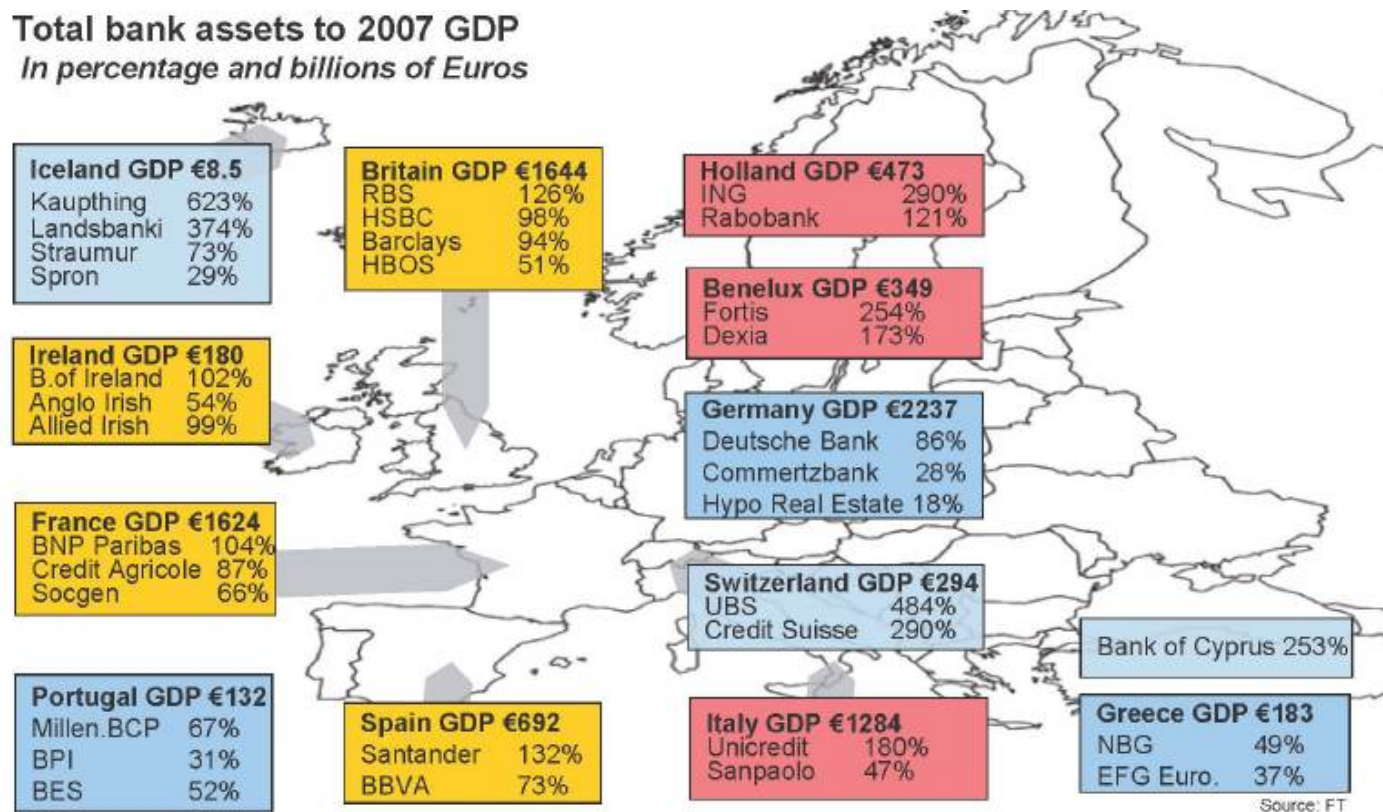 Total bank assets to 2007 GDP
In percentage and billions of Euros
Iceland GDP €8.5
Kaupthing 623%
Landsbanki 374%
Straumur 73%
Spron 29%
Britain GDP €1644
RBS 126%
HSBC 98%
Barclays 94%
HBOS 51%
Holland GDP €473
ING 290%
Rabobank 121%
Benelux GDP €349
Fortis 254%
Dexia 173%
Ireland GDP €180
B.of Ireland 102%
Anglo Irish 54%
Allied Irish 99%
Germany GDP €2237
Deutsche Bank 86%
Commertzbank 28%
Hypo Real Estate 18%
France GDP €1624
BNP Paribas 104%
Credit Agricole 87%
Socgen 66%
Switzerland GDP €294
UBS 484%
Credit Suisse 290%
Bank of Cyprus 253%
Portugal GDP €132
Millen.BCP 67%
BPI 31%
BES 52%
Spain GDP €692
Santander 132%
BBVA 73%
Italy GDP €1284
Unicredit 180%
Sanpaolo 47%
Greece GDP €183
NBG 49%
EFG Euro. 37%
Source: FT